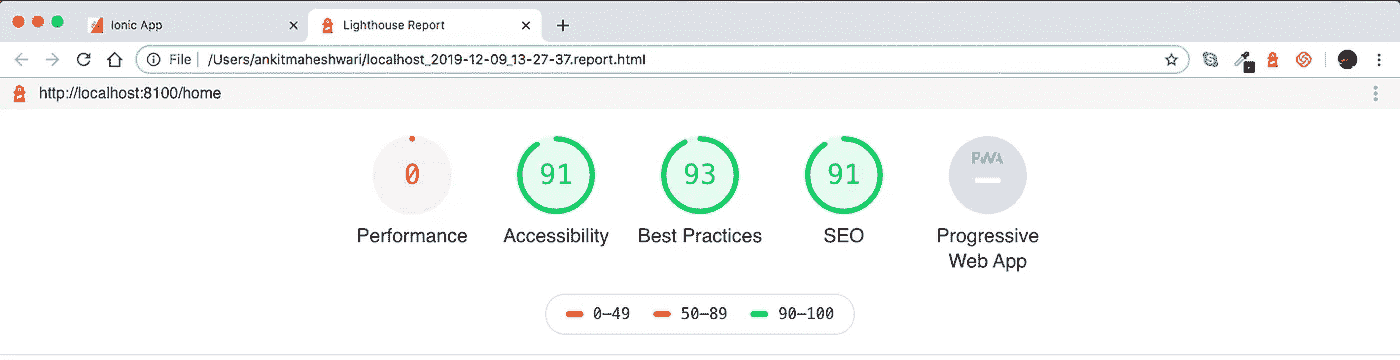 Ionic App
Lighthouse Report
File /Users/ankitmaheshwari/localhost_2019-12-09_13-27-37.report.html
http://localhost:8100/home
0 91 93 91 PWA
Performance Accessibility Best Practices SEO Progressive
Web App
0–49 50–89 90–100